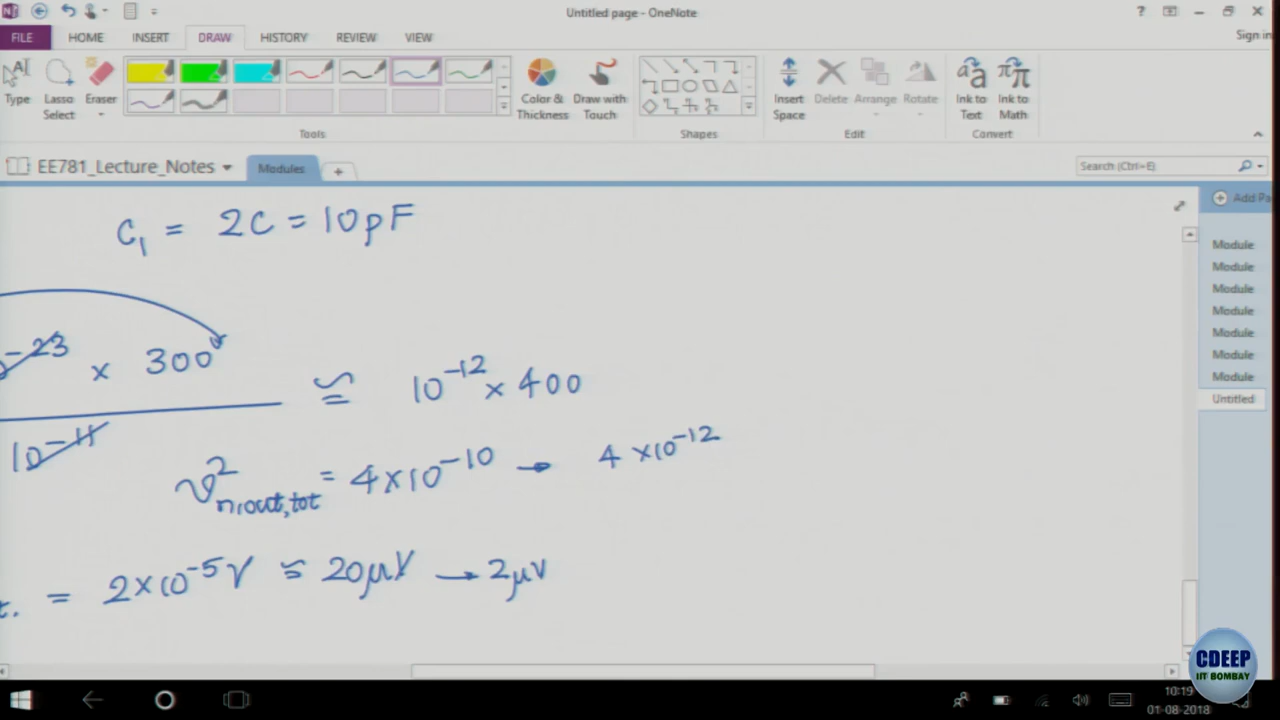 Untitled page - OneNote
?
Sign in
FILE HOME INSERT DRAW HISTORY REVIEW VIEW
Type
Lasso Select
Eraser
Color & Thickness
Draw with Touch
Insert Space
Delete
Arrange
Rotate
Ink to Text
Ink to Math
Tools
Shapes
Edit
Convert
EE781_Lecture_Notes
Modules
+
Search (Ctrl+E)
Add Pa
Module
Module
Module
Module
Module
Module
Module
Untitled
C₁ = 2C = 10pF
⁻²³ × 300°
≅ 10⁻¹² × 400
10⁻¹¹
v²n,out,tot = 4×10⁻¹⁰ → 4 ×10⁻¹²
t. = 2×10⁻⁵V ≈ 20μV → 2μV
CDEEP
IIT BOMBAY
10:19
01-08-2018